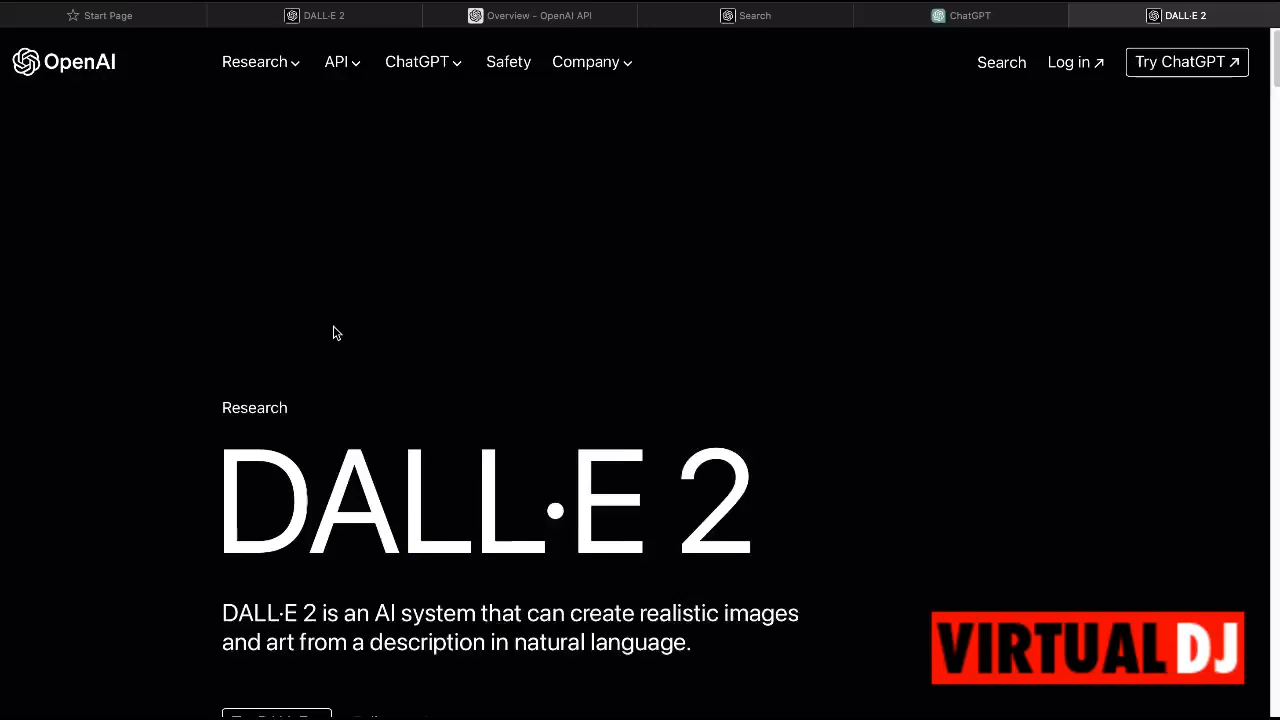 Start Page
DALL·E 2
Overview - OpenAI API
Search
ChatGPT
DALL·E 2
OpenAI
Research
API
ChatGPT
Safety
Company
Search
Log in ↗
Try ChatGPT ↗
Research
DALL·E 2
DALL·E 2 is an AI system that can create realistic images
and art from a description in natural language.
VIRTUAL DJ